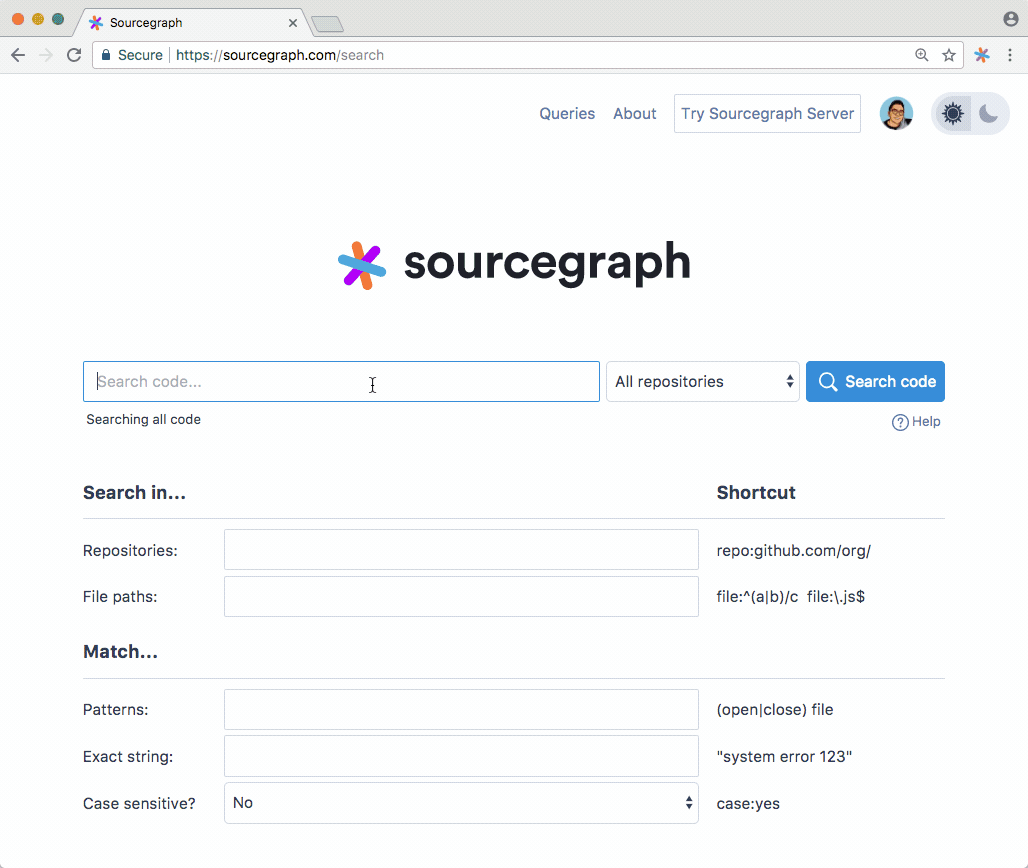 Sourcegraph
Secure https://sourcegraph.com/search
Queries About Try Sourcegraph Server
sourcegraph
Search code... All repositories Search code
Searching all code ? Help
Search in... Shortcut
Repositories: repo:github.com/org/
File paths: file:^(a|b)/c file:\.js$
Match...
Patterns: (open|close) file
Exact string: "system error 123"
Case sensitive? No case:yes